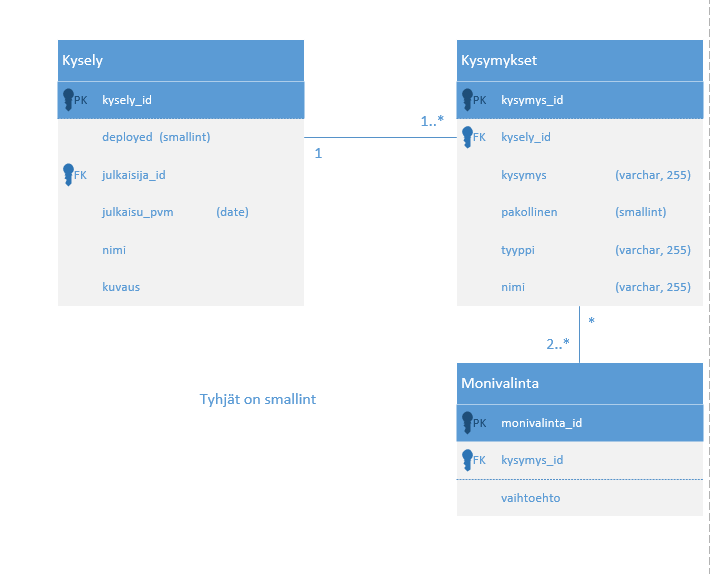 Kysely
PK kysely_id
deployed (smallint)
FK julkaisija_id
julkaisu_pvm (date)
nimi
kuvaus
1
1..*
Kysymykset
PK kysymys_id
FK kysely_id
kysymys (varchar, 255)
pakollinen (smallint)
tyyppi (varchar, 255)
nimi (varchar, 255)
*
2..*
Monivalinta
PK monivalinta_id
FK kysymys_id
vaihtoehto
Tyhjät on smallint